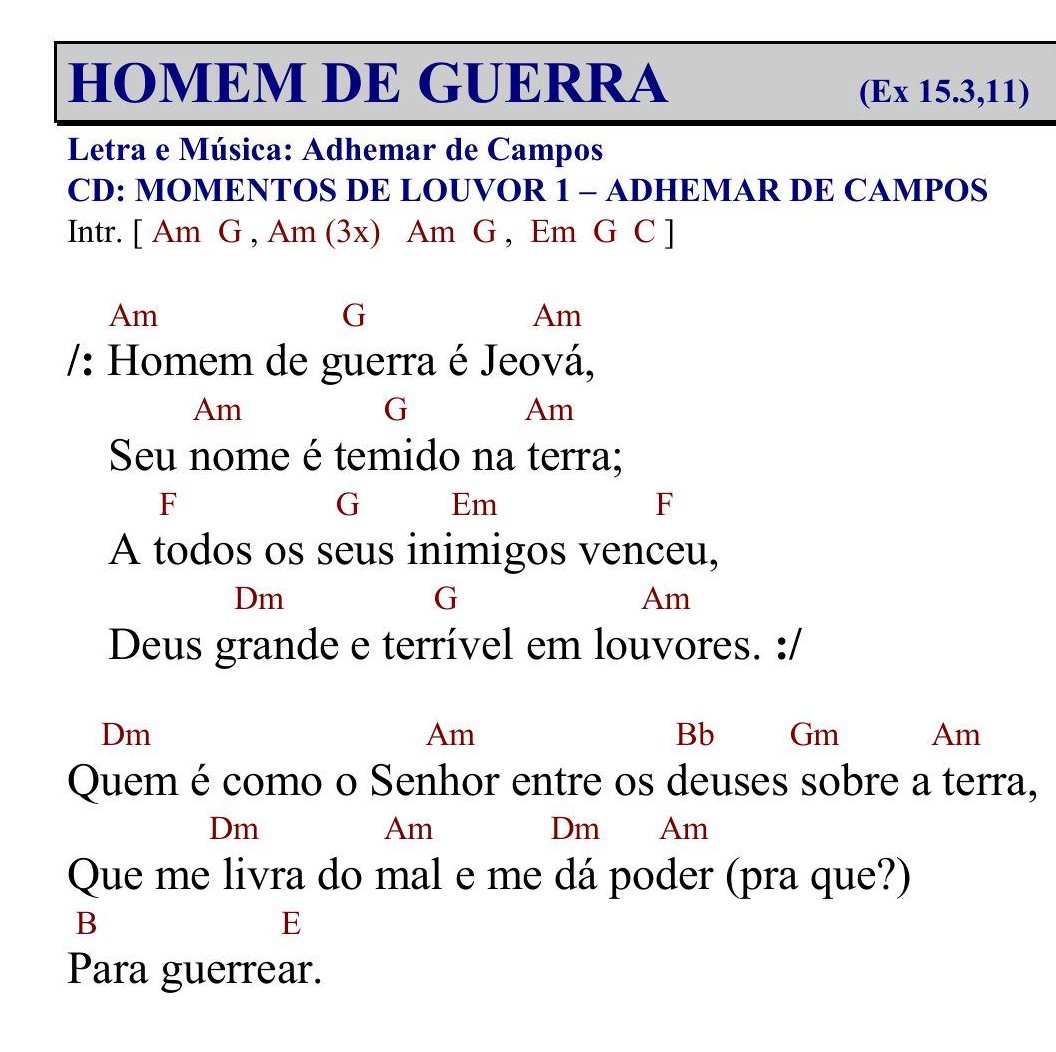 HOMEM DE GUERRA (Ex 15.3,11)
Letra e Música: Adhemar de Campos
CD: MOMENTOS DE LOUVOR 1 – ADHEMAR DE CAMPOS
Intr. [ Am G , Am (3x) Am G , Em G C ]
Am G Am
/: Homem de guerra é Jeová,
Am G Am
Seu nome é temido na terra;
F G Em F
A todos os seus inimigos venceu,
Dm G Am
Deus grande e terrível em louvores. :/
Dm Am Bb Gm Am
Quem é como o Senhor entre os deuses sobre a terra,
Dm Am Dm Am
Que me livra do mal e me dá poder (pra que?)
B E
Para guerrear.